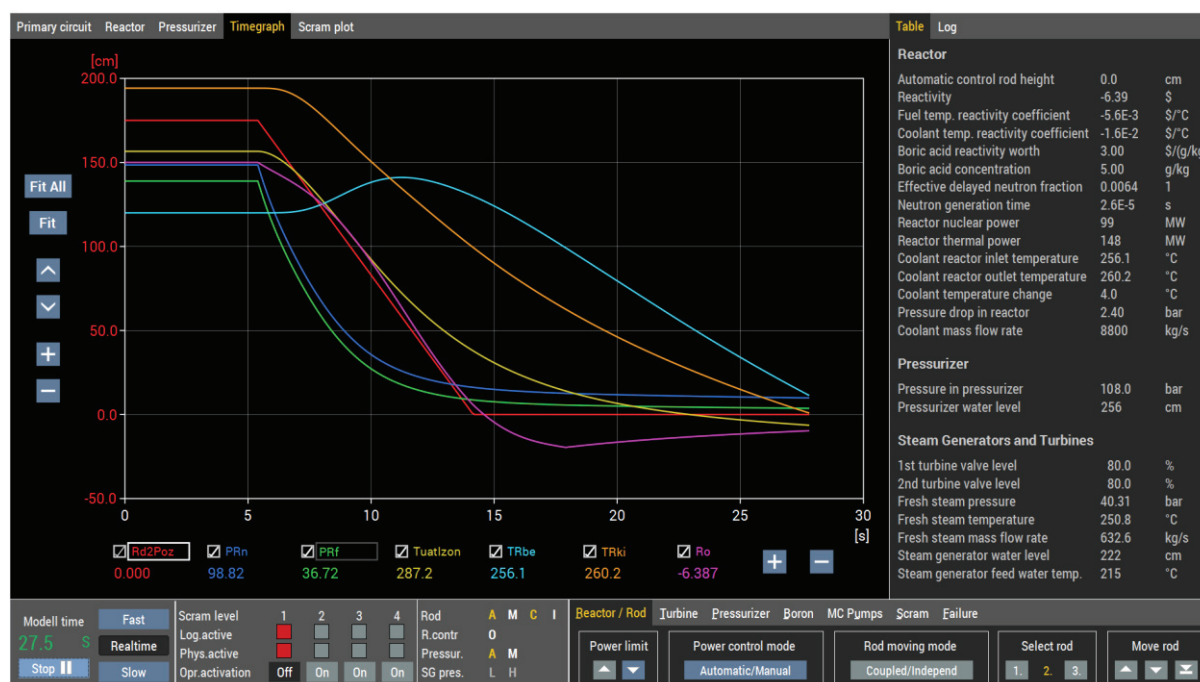 Primary circuit Reactor Pressurizer Timegraph Scram plot
[cm]
200.0
150.0
100.0
50.0
0.0
-50.0
0 5 10 15 20 25 30
[s]
Fit All
Fit
Rd2Poz PRn PRf Tuatlzon TRbe TRki Ro
0.000 98.82 36.72 287.2 256.1 260.2 -6.387
Table Log
Reactor
Automatic control rod height 0.0 cm
Reactivity -6.39 $
Fuel temp. reactivity coefficient -5.6E-3 $/°C
Coolant temp. reactivity coefficient -1.6E-2 $/°C
Boric acid reactivity worth 3.00 $/(g/kg
Boric acid concentration 5.00 g/kg
Effective delayed neutron fraction 0.0064 1
Neutron generation time 2.6E-5 s
Reactor nuclear power 99 MW
Reactor thermal power 148 MW
Coolant reactor inlet temperature 256.1 °C
Coolant reactor outlet temperature 260.2 °C
Coolant temperature change 4.0 °C
Pressure drop in reactor 2.40 bar
Coolant mass flow rate 8800 kg/s
Pressurizer
Pressure in pressurizer 108.0 bar
Pressurizer water level 256 cm
Steam Generators and Turbines
1st turbine valve level 80.0 %
2nd turbine valve level 80.0 %
Fresh steam pressure 40.31 bar
Fresh steam temperature 250.8 °C
Fresh steam mass flow rate 632.6 kg/s
Steam generator water level 222 cm
Steam generator feed water temp. 215 °C
Modell time
27.5 S
Stop
Fast
Realtime
Slow
Scram level 1 2 3 4
Log.active
Phys.active
Opr.activation Off On On On
Rod A M C I
R.contr O
Pressur. A M
SG pres. L H
Reactor / Rod Turbine Pressurizer Boron MC Pumps Scram Failure
Power limit
Power control mode
Automatic/Manual
Rod moving mode
Coupled/Independ
Select rod
1. 2. 3.
Move rod